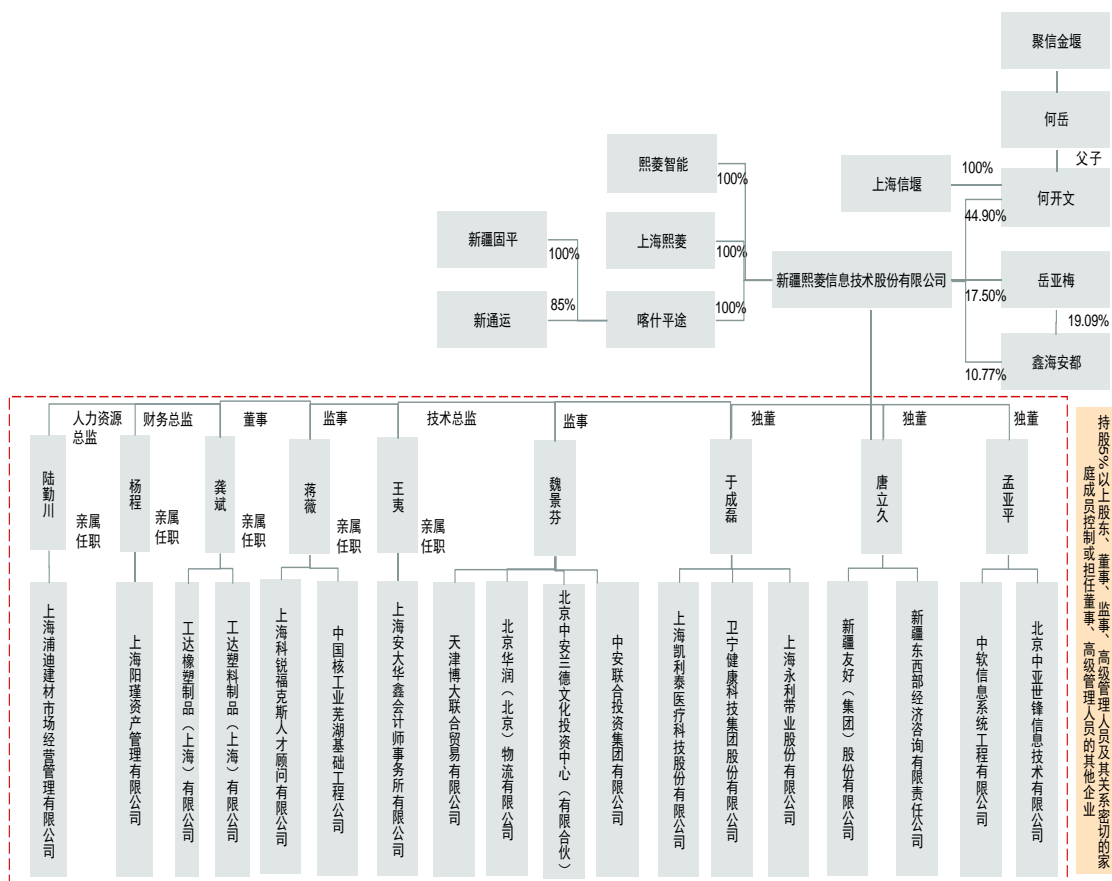 聚信金堰
何岳
父子
熙菱智能
100%
上海信堰
100%
何开文
44.90%
新疆固平
100%
上海熙菱
100%
新疆熙菱信息技术股份有限公司
17.50%
岳亚梅
新通运
85%
喀什平途
100%
19.09%
鑫海安都
10.77%
人力资源
总监
财务总监
董事
监事
技术总监
监事
独董
独董
独董
陆勤川
杨程
龚斌
蒋薇
王夷
魏景芬
于成磊
唐立久
孟亚平
亲属
任职
亲属
任职
亲属
任职
亲属
任职
亲属
任职
上海浦迪建材市场经营管理有限公司
上海阳瑾资产管理有限公司
工达橡塑制品（上海）有限公司
工达塑料制品（上海）有限公司
上海科锐福克斯人才顾问有限公司
中国核工业芜湖基础工程公司
上海安大华鑫会计师事务所有限公司
天津博大联合贸易有限公司
北京华润（北京）物流有限公司
北京中安兰德文化投资中心（有限合伙）
中安联合投资集团有限公司
上海凯利泰医疗科技股份有限公司
卫宁健康科技集团股份有限公司
上海永利带业股份有限公司
新疆友好（集团）股份有限公司
新疆东西部经济咨询有限责任公司
中软信息系统工程有限公司
北京中亚世锋信息技术有限公司
持股5%以上股东、董事、监事、高级管理人员及其关系密切的家
庭成员控制或担任董事、高级管理人员的其他企业